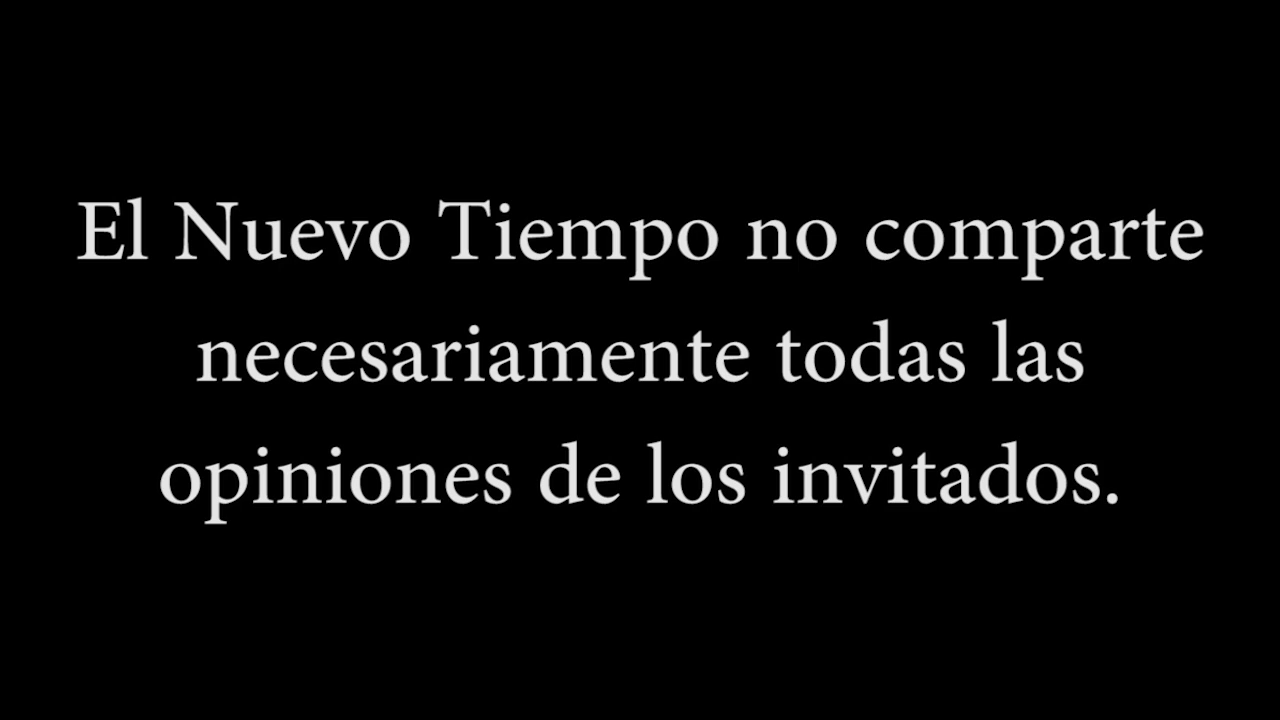 El Nuevo Tiempo no comparte
necesariamente todas las
opiniones de los invitados.